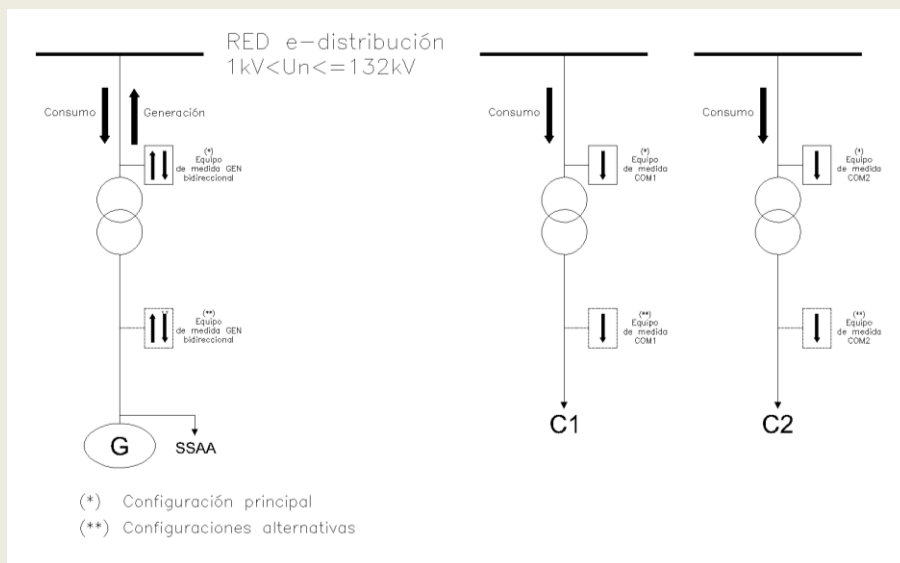 RED e-distribución
1kV<Un<=132kV
Consumo
Generación
(*)
Equipo
de medida GEN
bidireccional
(**)
Equipo
de medida GEN
bidireccional
G
SSAA
Consumo
(*)
Equipo
de medida
COM1
(**)
Equipo
de medida
COM1
C1
Consumo
(*)
Equipo
de medida
COM2
(**)
Equipo
de medida
COM2
C2
(*) Configuración principal
(**) Configuraciones alternativas